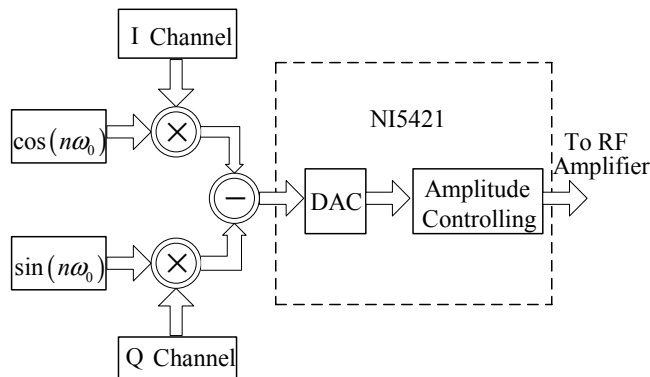 I Channel
cos(nω₀)
×
NI5421
To RF
Amplifier
−
DAC
Amplitude
Controlling
sin(nω₀)
×
Q Channel